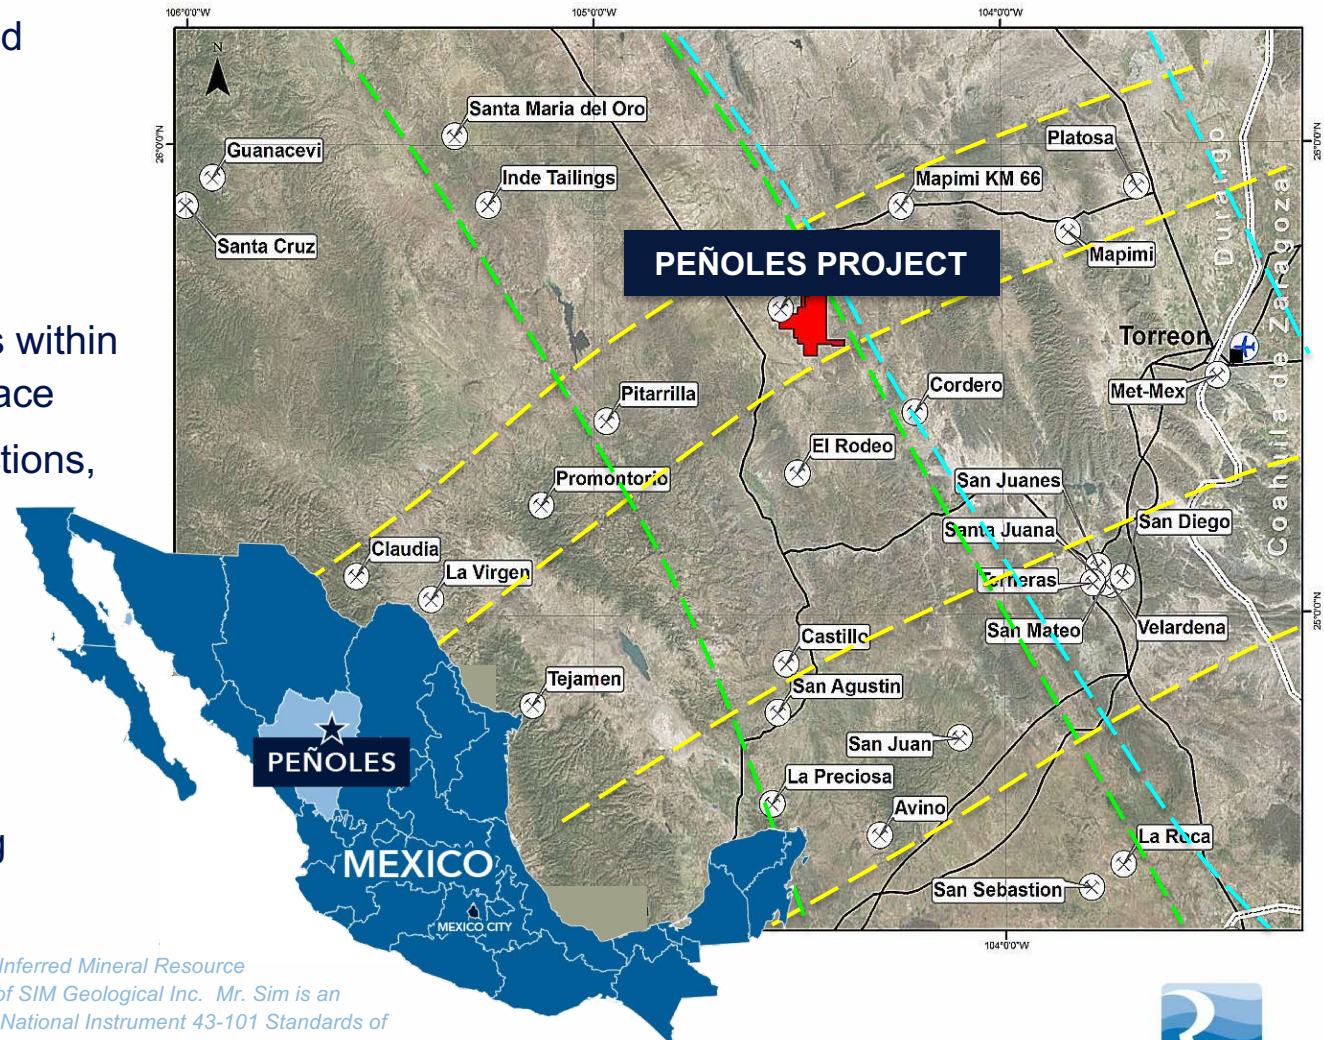 d
s within
ace
tions,
g
106°0'0"W
105°0'0"W
104°0'0"W
N
26°0'0"N
26°0'0"N
Santa Maria del Oro
Guanacevi
Inde Tailings
Santa Cruz
Platosa
Mapimi KM 66
Mapimi
Durango
Coahuila de Zaragoza
PEÑOLES PROJECT
Torreon
Met-Mex
Cordero
Pitarrilla
El Rodeo
Promontorio
San Juanes
San Diego
Santa Juana
Claudia
La Virgen
Terneras
25°0'0"N
San Mateo
Velardena
Castillo
Tejamen
San Agustin
San Juan
La Preciosa
Avino
La Roca
San Sebastion
104°0'0"W
PEÑOLES
MEXICO
MEXICO CITY
Inferred Mineral Resource
of SIM Geological Inc. Mr. Sim is an
National Instrument 43-101 Standards of